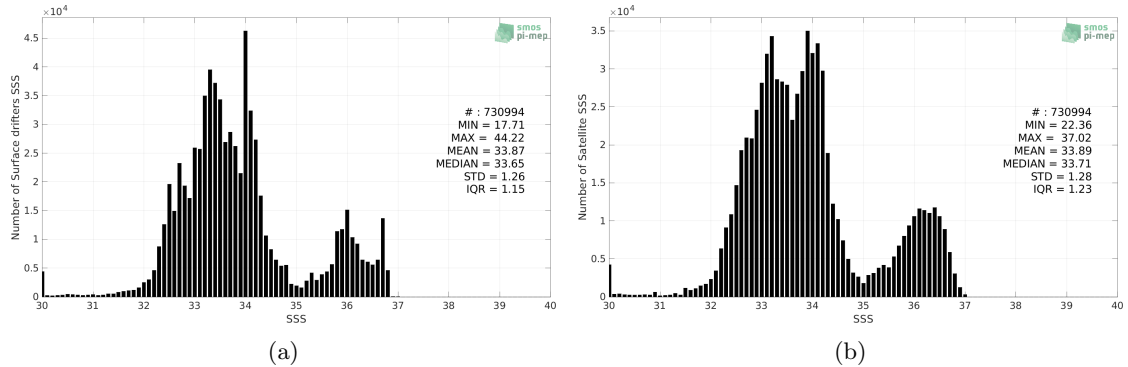 ×10⁴
4.5
4
3.5
3
2.5
2
1.5
1
0.5
0
30 31 32 33 34 35 36 37 38 39 40
SSS
Number of Surface drifters SSS
smos
pi-mep
# : 730994
MIN = 17.71
MAX = 44.22
MEAN = 33.87
MEDIAN = 33.65
STD = 1.26
IQR = 1.15
(a)
×10⁴
3.5
3
2.5
2
1.5
1
0.5
0
30 31 32 33 34 35 36 37 38 39 40
SSS
Number of Satellite SSS
smos
pi-mep
# : 730994
MIN = 22.36
MAX = 37.02
MEAN = 33.89
MEDIAN = 33.71
STD = 1.28
IQR = 1.23
(b)